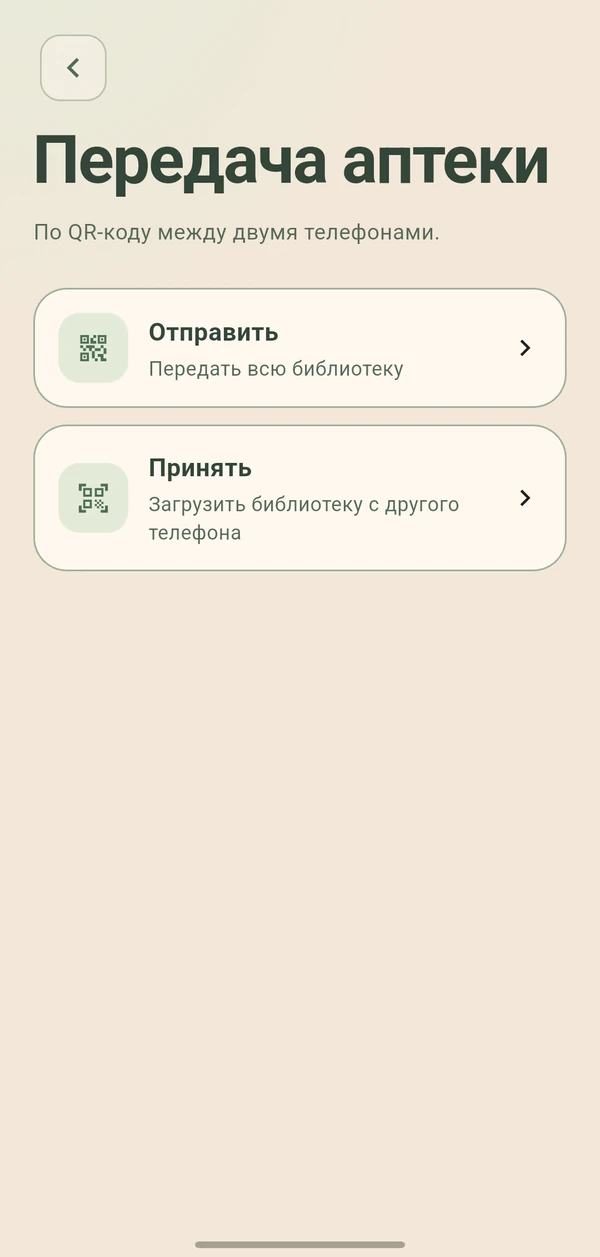 Передача аптеки
По QR-коду между двумя телефонами.
Отправить
Передать всю библиотеку
Принять
Загрузить библиотеку с другого
телефона